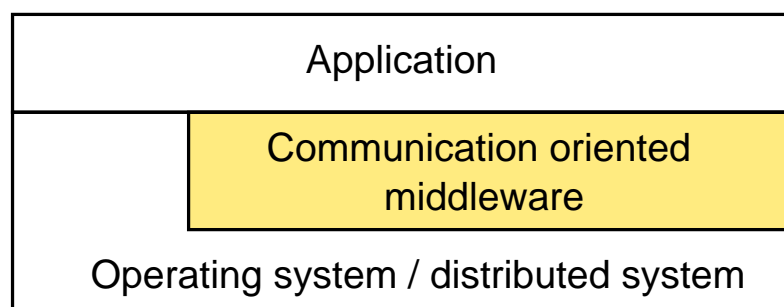 Application
Communication oriented
middleware
Operating system / distributed system